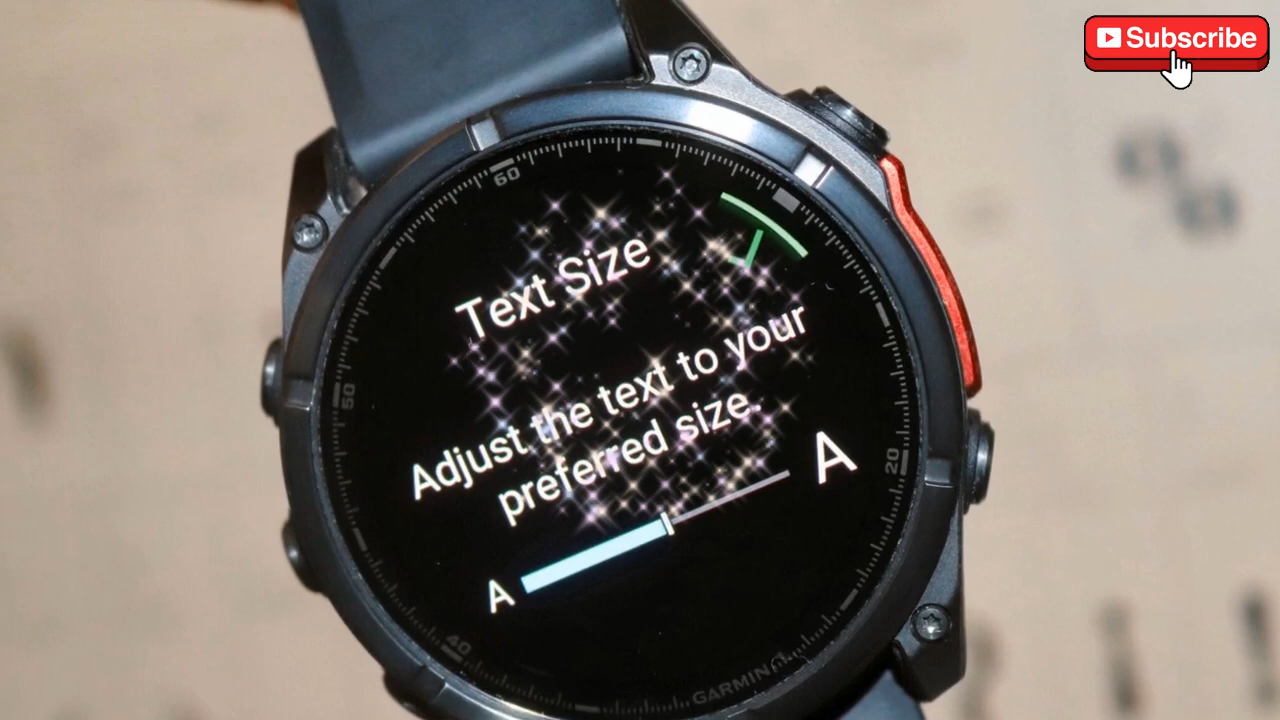 Subscribe
60
Text Size
Adjust the text to your
preferred size.
A
A
50
20
40
GARMIN